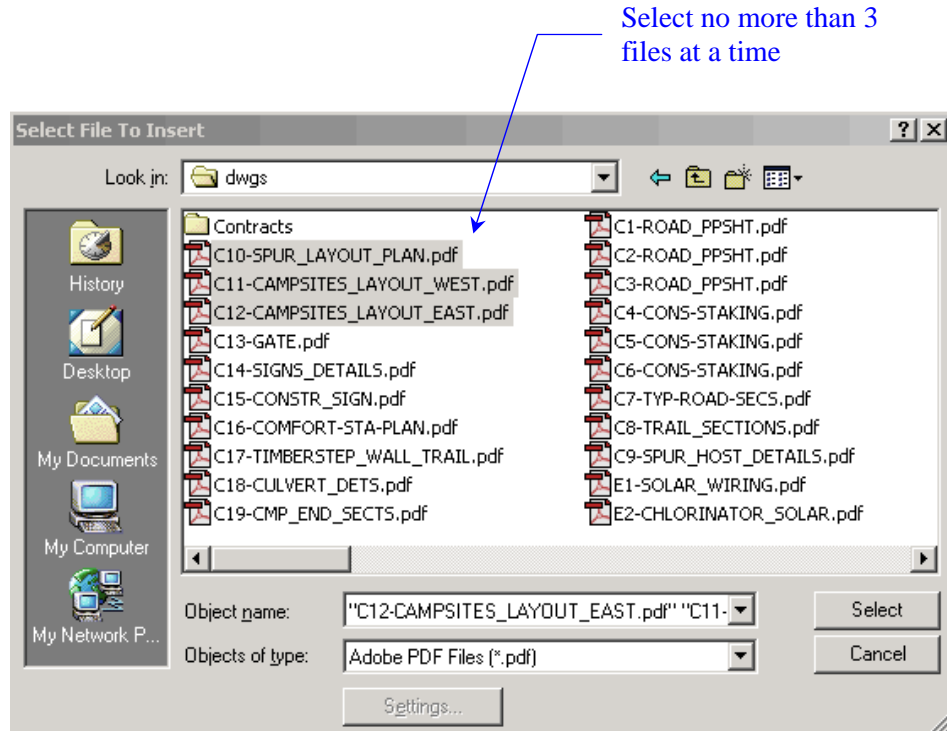 Select no more than 3
files at a time
Select File To Insert
Look in:
dwgs
History
Desktop
My Documents
My Computer
My Network P...
Contracts
C10-SPUR_LAYOUT_PLAN.pdf
C11-CAMPSITES_LAYOUT_WEST.pdf
C12-CAMPSITES_LAYOUT_EAST.pdf
C13-GATE.pdf
C14-SIGNS_DETAILS.pdf
C15-CONSTR_SIGN.pdf
C16-COMFORT-STA-PLAN.pdf
C17-TIMBERSTEP_WALL_TRAIL.pdf
C18-CULVERT_DETS.pdf
C19-CMP_END_SECTS.pdf
C1-ROAD_PPSHT.pdf
C2-ROAD_PPSHT.pdf
C3-ROAD_PPSHT.pdf
C4-CONS-STAKING.pdf
C5-CONS-STAKING.pdf
C6-CONS-STAKING.pdf
C7-TYP-ROAD-SECS.pdf
C8-TRAIL_SECTIONS.pdf
C9-SPUR_HOST_DETAILS.pdf
E1-SOLAR_WIRING.pdf
E2-CHLORINATOR_SOLAR.pdf
Object name:
"C12-CAMPSITES_LAYOUT_EAST.pdf" "C11-
Select
Objects of type:
Adobe PDF Files (*.pdf)
Cancel
Settings...